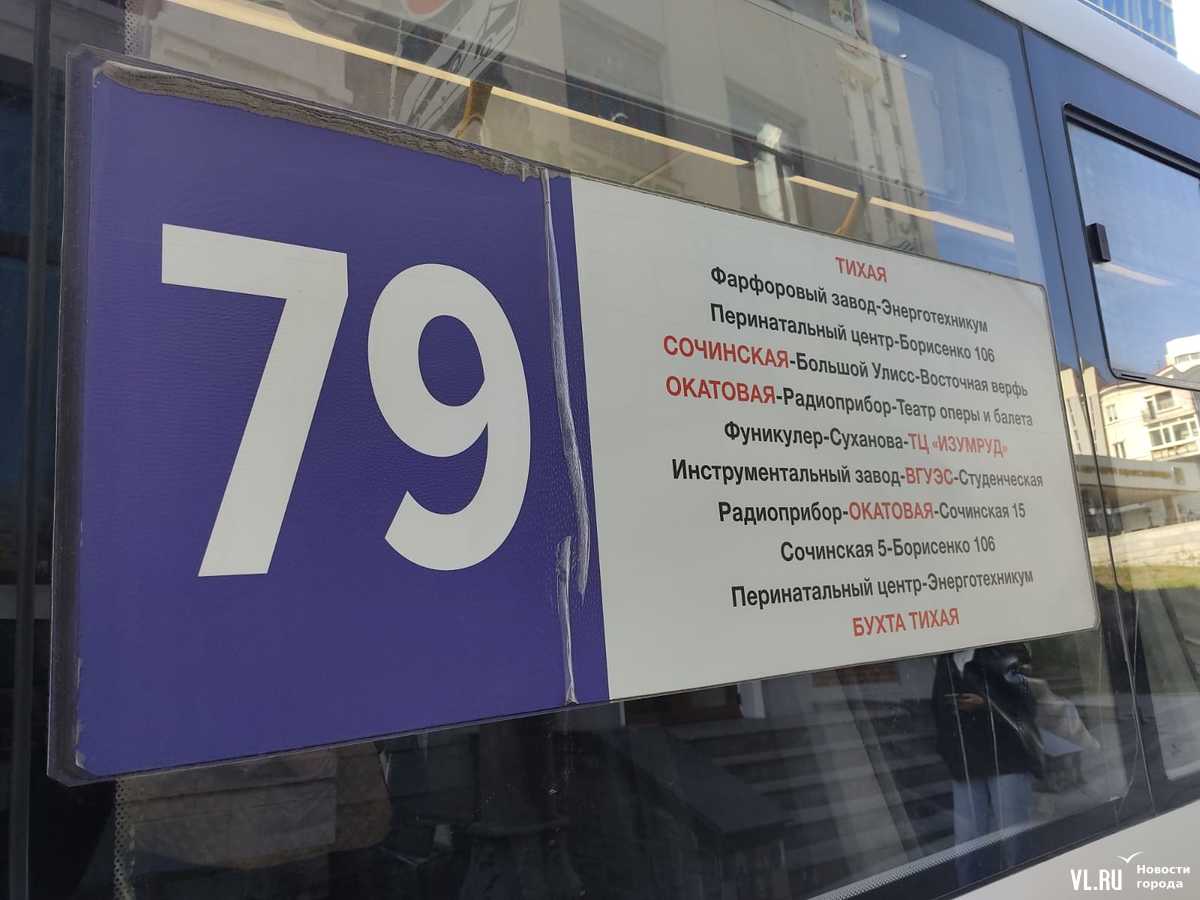 79
ТИХАЯ
Фарфоровый завод-Энерготехникум
Перинатальный центр-Борисенко 106
СОЧИНСКАЯ-Большой Улисс-Восточная верфь
ОКАТОВАЯ-Радиоприбор-Театр оперы и балета
Фуникулер-Суханова-ТЦ «ИЗУМРУД»
Инструментальный завод-ВГУЭС-Студенческая
Радиоприбор-ОКАТОВАЯ-Сочинская 15
Сочинская 5-Борисенко 106
Перинатальный центр-Энерготехникум
БУХТА ТИХАЯ
VL.RU Новости
города